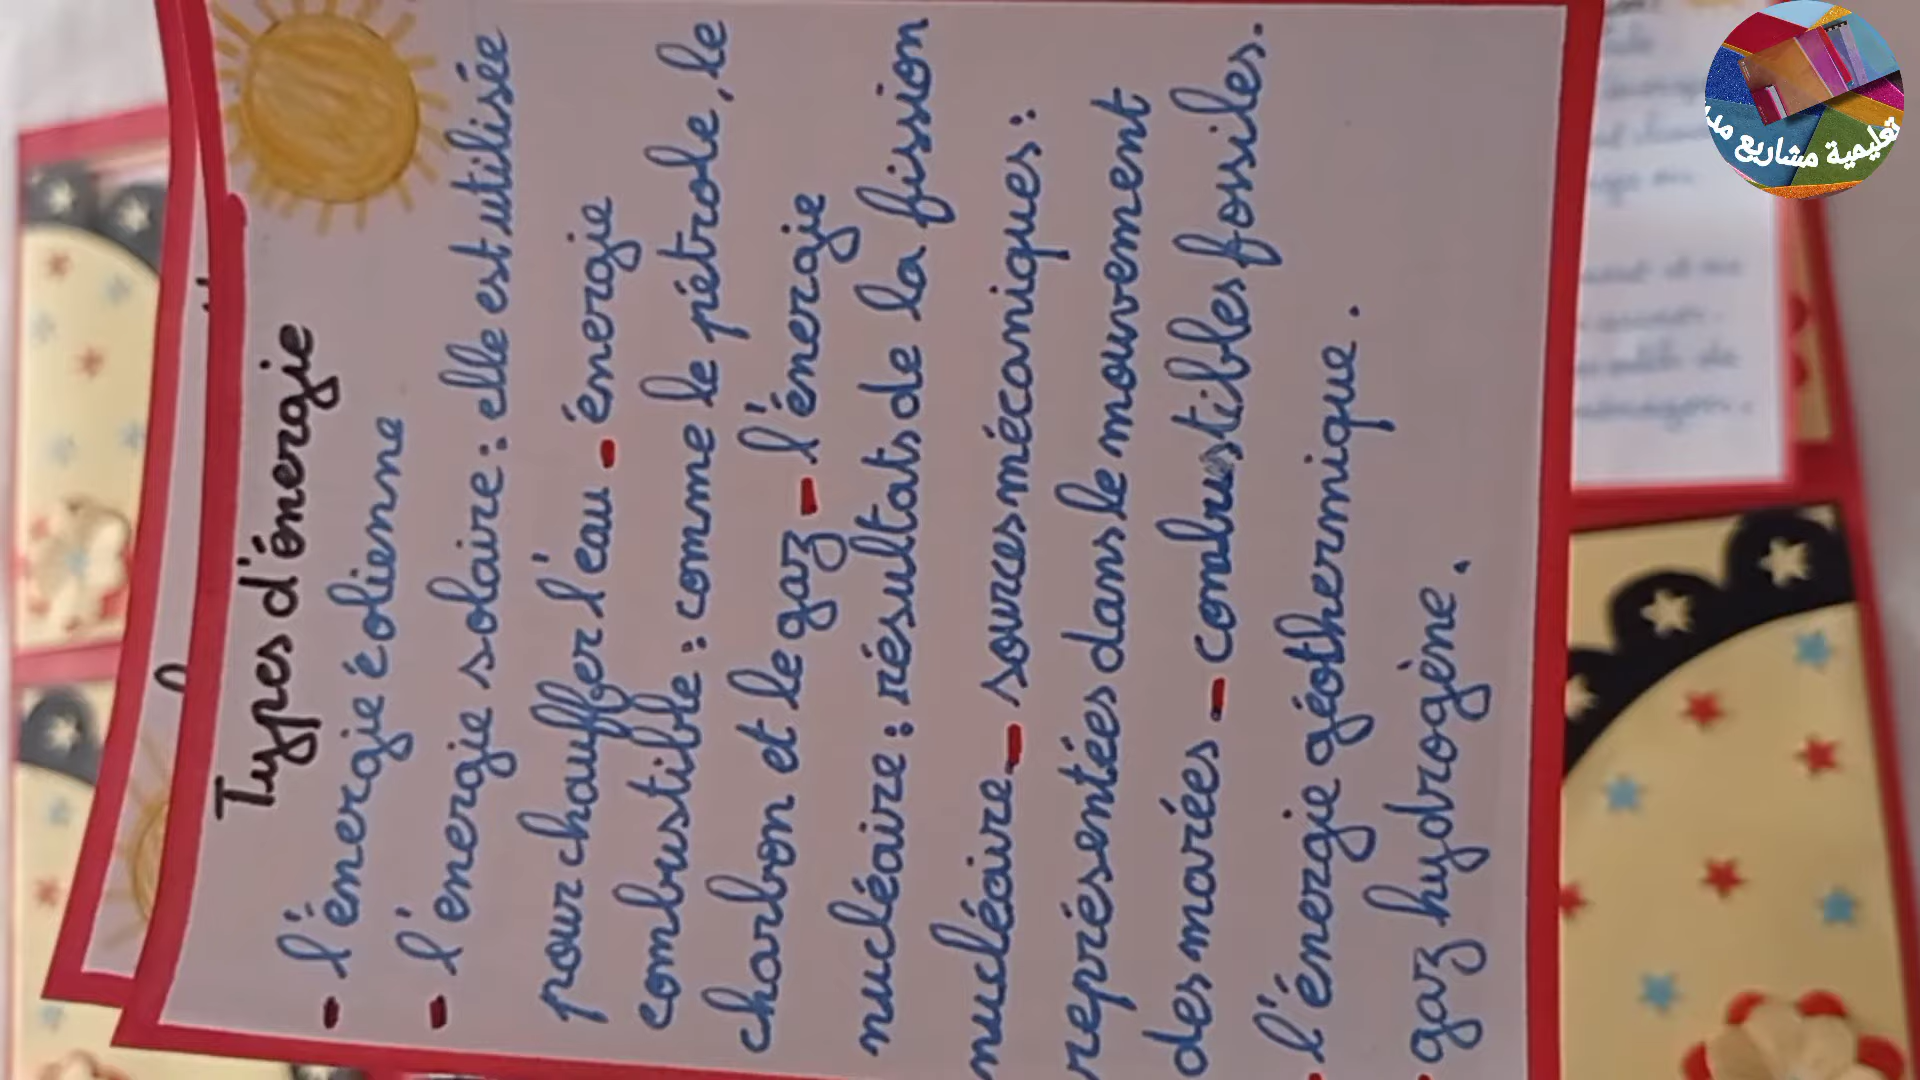 Types d'énergie
- l'énergie éolienne
- l'énergie solaire : elle est utilisée
pour chauffer l'eau - énergie
combustible : comme le pétrole, le
charbon et le gaz - l'énergie
nucléaire : résultats de la fission
nucléaire - sources mécaniques :
représentées dans le mouvement
des marées - combustibles fossiles.
- l'énergie géothermique.
- gaz hydrogène.
تعليمية مشاريع